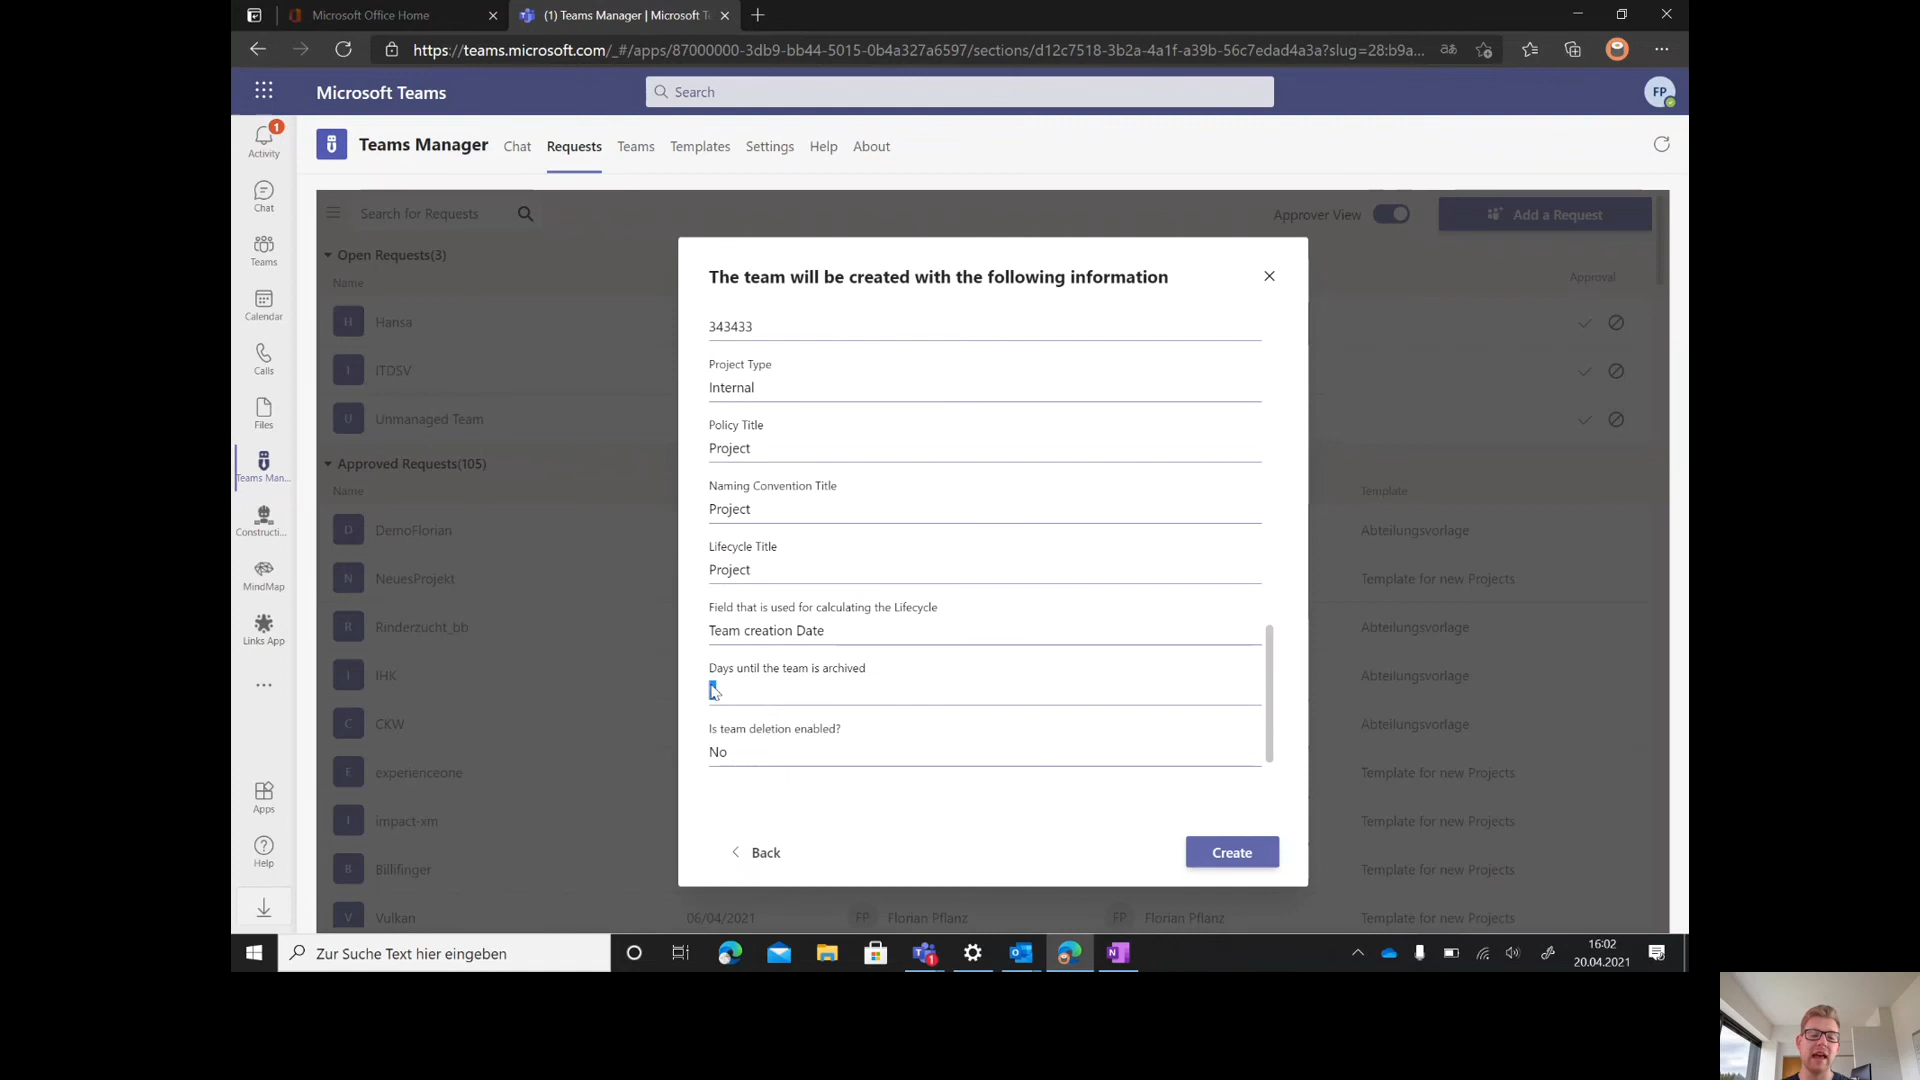 Microsoft Office Home
(1) Teams Manager | Microsoft Te
https://teams.microsoft.com/_#/apps/87000000-3db9-bb44-5015-0b4a327a6597/sections/d12c7518-3b2a-4a1f-a39b-56c7edad4a3a?slug=28:b9a...
Microsoft Teams
Search
FP
Teams Manager
Chat
Requests
Teams
Templates
Settings
Help
About
1
Activity
Chat
Teams
Calendar
Calls
Files
Teams Man...
Constructi...
MindMap
Links App
Apps
Help
Search for Requests
Approver View
Add a Request
Open Requests(3)
Name
Approval
H Hansa
I ITDSV
U Unmanaged Team
Approved Requests(105)
Name
Template
D DemoFlorian
Abteilungsvorlage
N NeuesProjekt
Template for new Projects
R Rinderzucht_bb
Abteilungsvorlage
I IHK
Abteilungsvorlage
C CKW
Abteilungsvorlage
E experienceone
Template for new Projects
I impact-xm
Template for new Projects
B Billifinger
Template for new Projects
V Vulkan
06/04/2021
FP Florian Pflanz
FP Florian Pflanz
Template for new Projects
The team will be created with the following information
343433
Project Type
Internal
Policy Title
Project
Naming Convention Title
Project
Lifecycle Title
Project
Field that is used for calculating the Lifecycle
Team creation Date
Days until the team is archived
Is team deletion enabled?
No
Back
Create
Zur Suche Text hier eingeben
1
16:02
20.04.2021